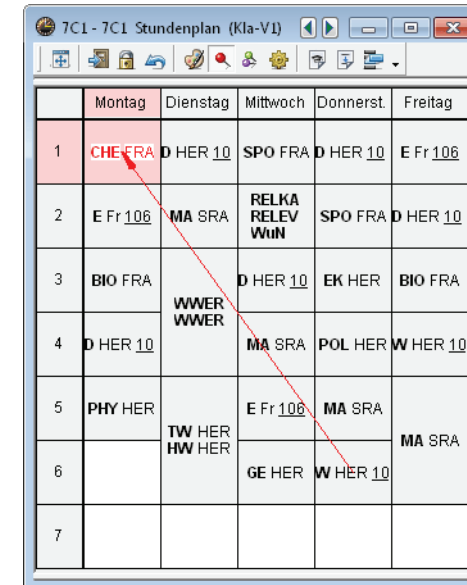 7C1 - 7C1 Stundenplan (Kla-V1)
Montag Dienstag Mittwoch Donnerst. Freitag
1 CHE FRA D HER 10 SPO FRA D HER 10 E Fr 106
2 E Fr 106 MA SRA RELKA RELEV WuN SPO FRA D HER 10
3 BIO FRA WWER WWER D HER 10 EK HER BIO FRA
4 D HER 10 MA SRA POL HER W HER 10
5 PHY HER TW HER HW HER E Fr 106 MA SRA MA SRA
6 GE HER W HER 10
7